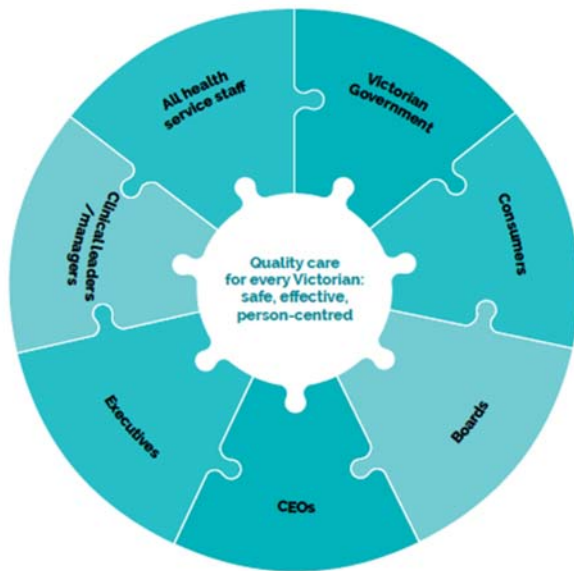 All health
service staff
Victorian
Government
Consumers
Boards
CEOs
Executives
Clinical leaders
/managers
Quality care
for every Victorian:
safe, effective,
person-centred